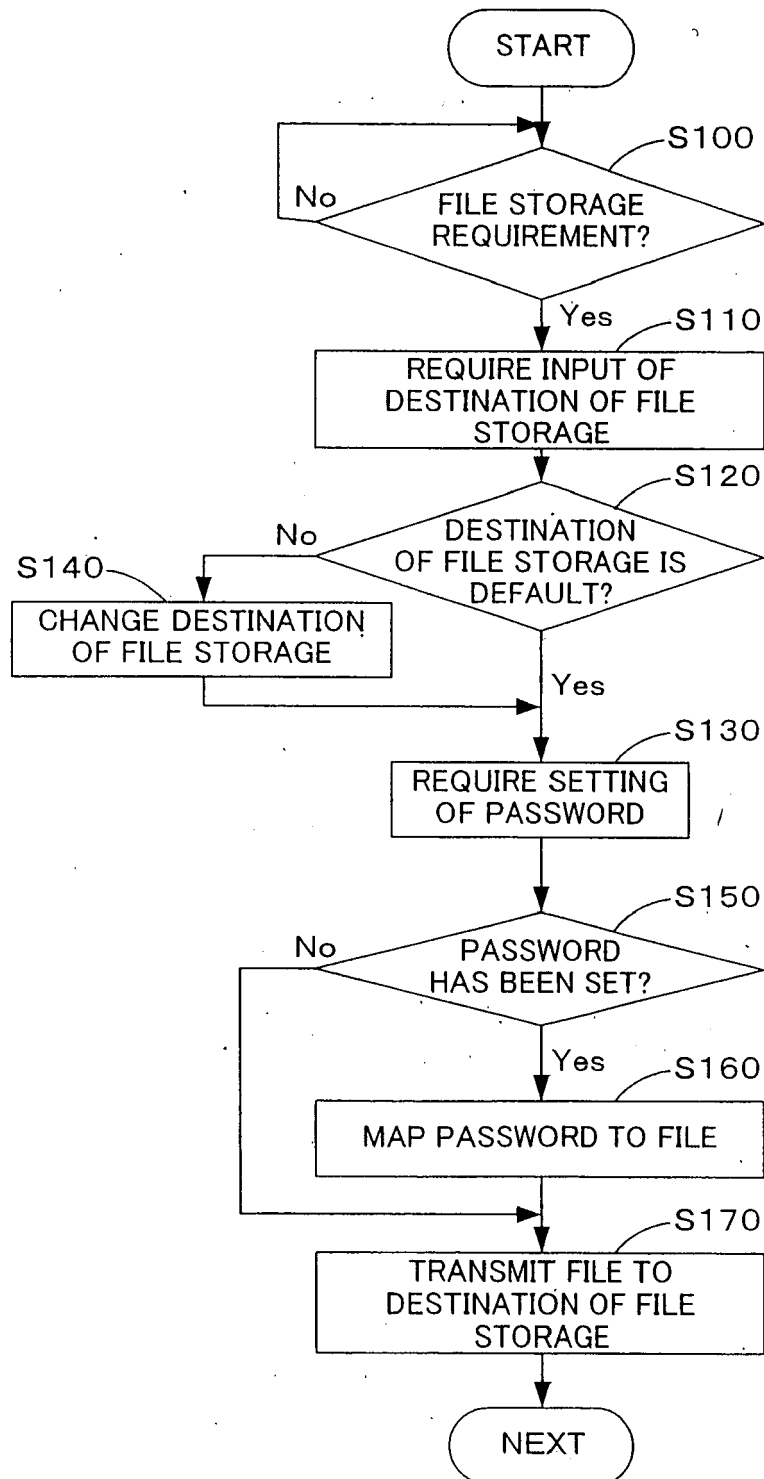 START
S100
No
FILE STORAGE
REQUIREMENT?
Yes
S110
REQUIRE INPUT OF
DESTINATION OF FILE
STORAGE
S120
No
DESTINATION
OF FILE STORAGE IS
DEFAULT?
S140
CHANGE DESTINATION
OF FILE STORAGE
Yes
S130
REQUIRE SETTING
OF PASSWORD
S150
No
PASSWORD
HAS BEEN SET?
Yes
S160
MAP PASSWORD TO FILE
S170
TRANSMIT FILE TO
DESTINATION OF FILE
STORAGE
NEXT